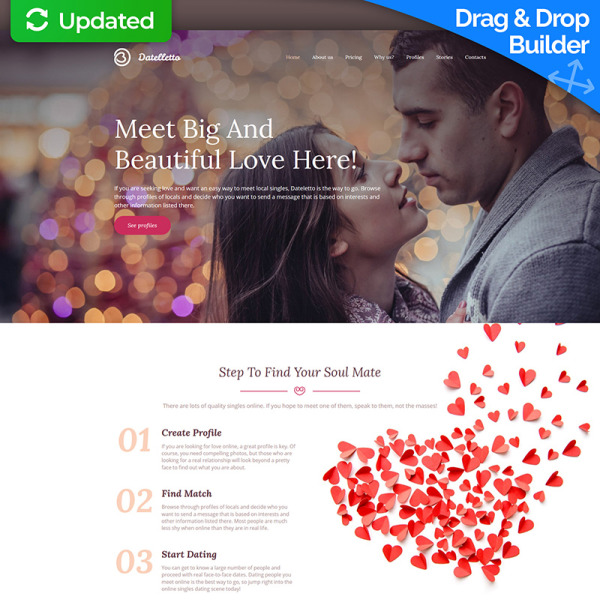 Updated
Drag & Drop
Builder
Datelletto
Home About us Pricing Why us? Profiles Stories Contacts
Meet Big And
Beautiful Love Here!
If you are seeking love and want an easy way to meet local singles, Dateletto is the way to go. Browse
through profiles of locals and decide who you want to send a message that is based on interests and
other information listed there.
See profiles
Step To Find Your Soul Mate
There are lots of quality singles online. If you hope to meet one of them, speak to them, not the masses!
01
Create Profile
If you are looking for love online, a great profile is key. Of
course, you need compelling photos, but those who are
looking for a real relationship will look beyond a pretty
face to find out what you are about.
02
Find Match
Browse through profiles of locals and decide who you
want to send a message that is based on interests and
other information listed there. Most people are much
less shy when online than they are in real life.
03
Start Dating
You can get to know a large number of people and
proceed with real face-to-face dates. Dating people you
meet online is the best way to go, so jump right into the
online singles dating scene today!